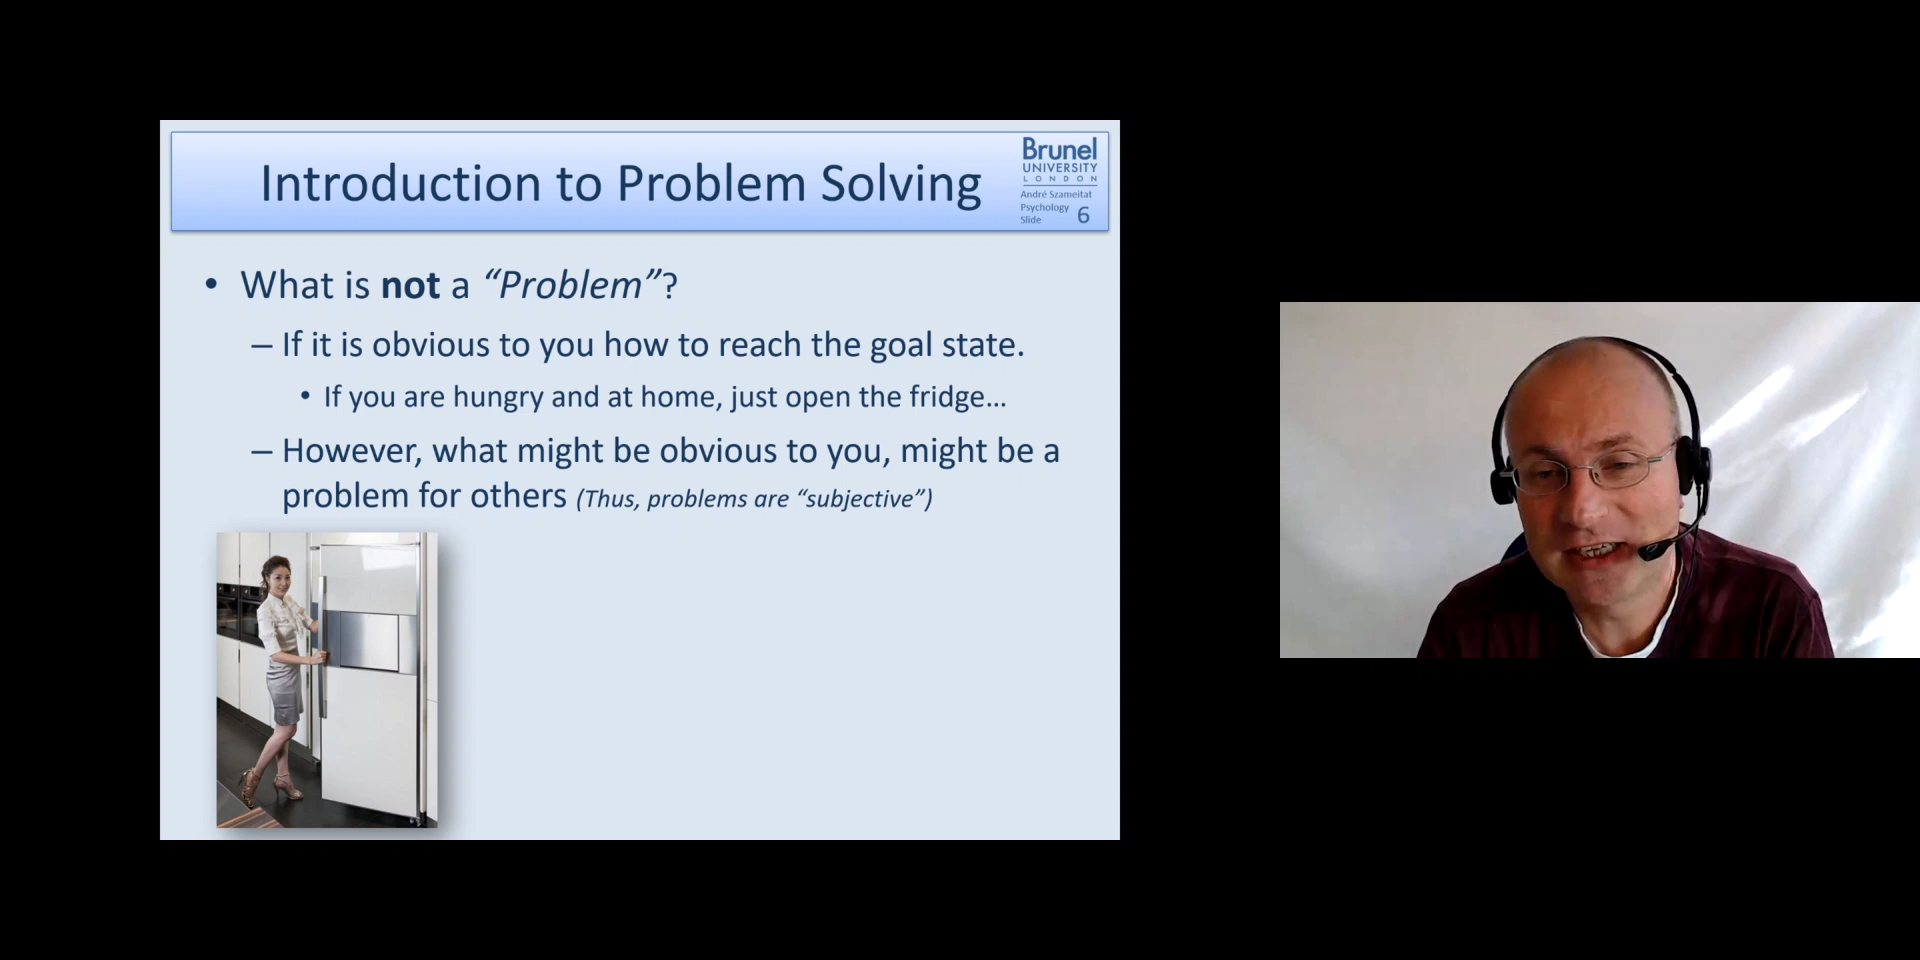 Introduction to Problem Solving
Brunel
UNIVERSITY
LONDON
André Szameitat
Psychology
Slide 6
• What is not a “Problem”?
– If it is obvious to you how to reach the goal state.
• If you are hungry and at home, just open the fridge...
– However, what might be obvious to you, might be a
problem for others (Thus, problems are “subjective”)